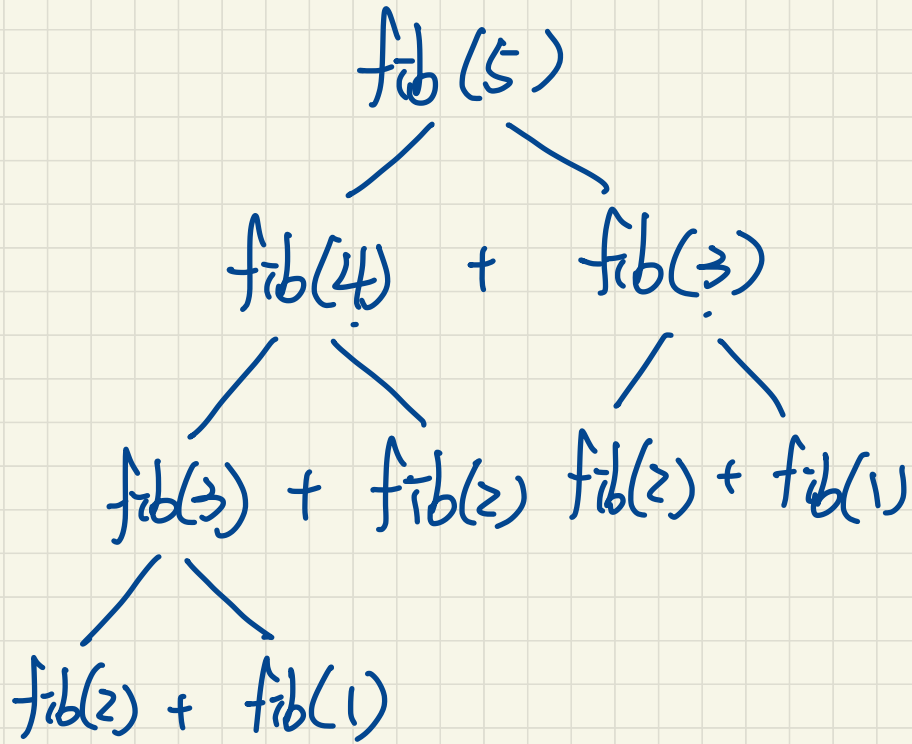 fib(5)
fib(4) + fib(3)
fib(3) + fib(2) fib(2) + fib(1)
fib(2) + fib(1)